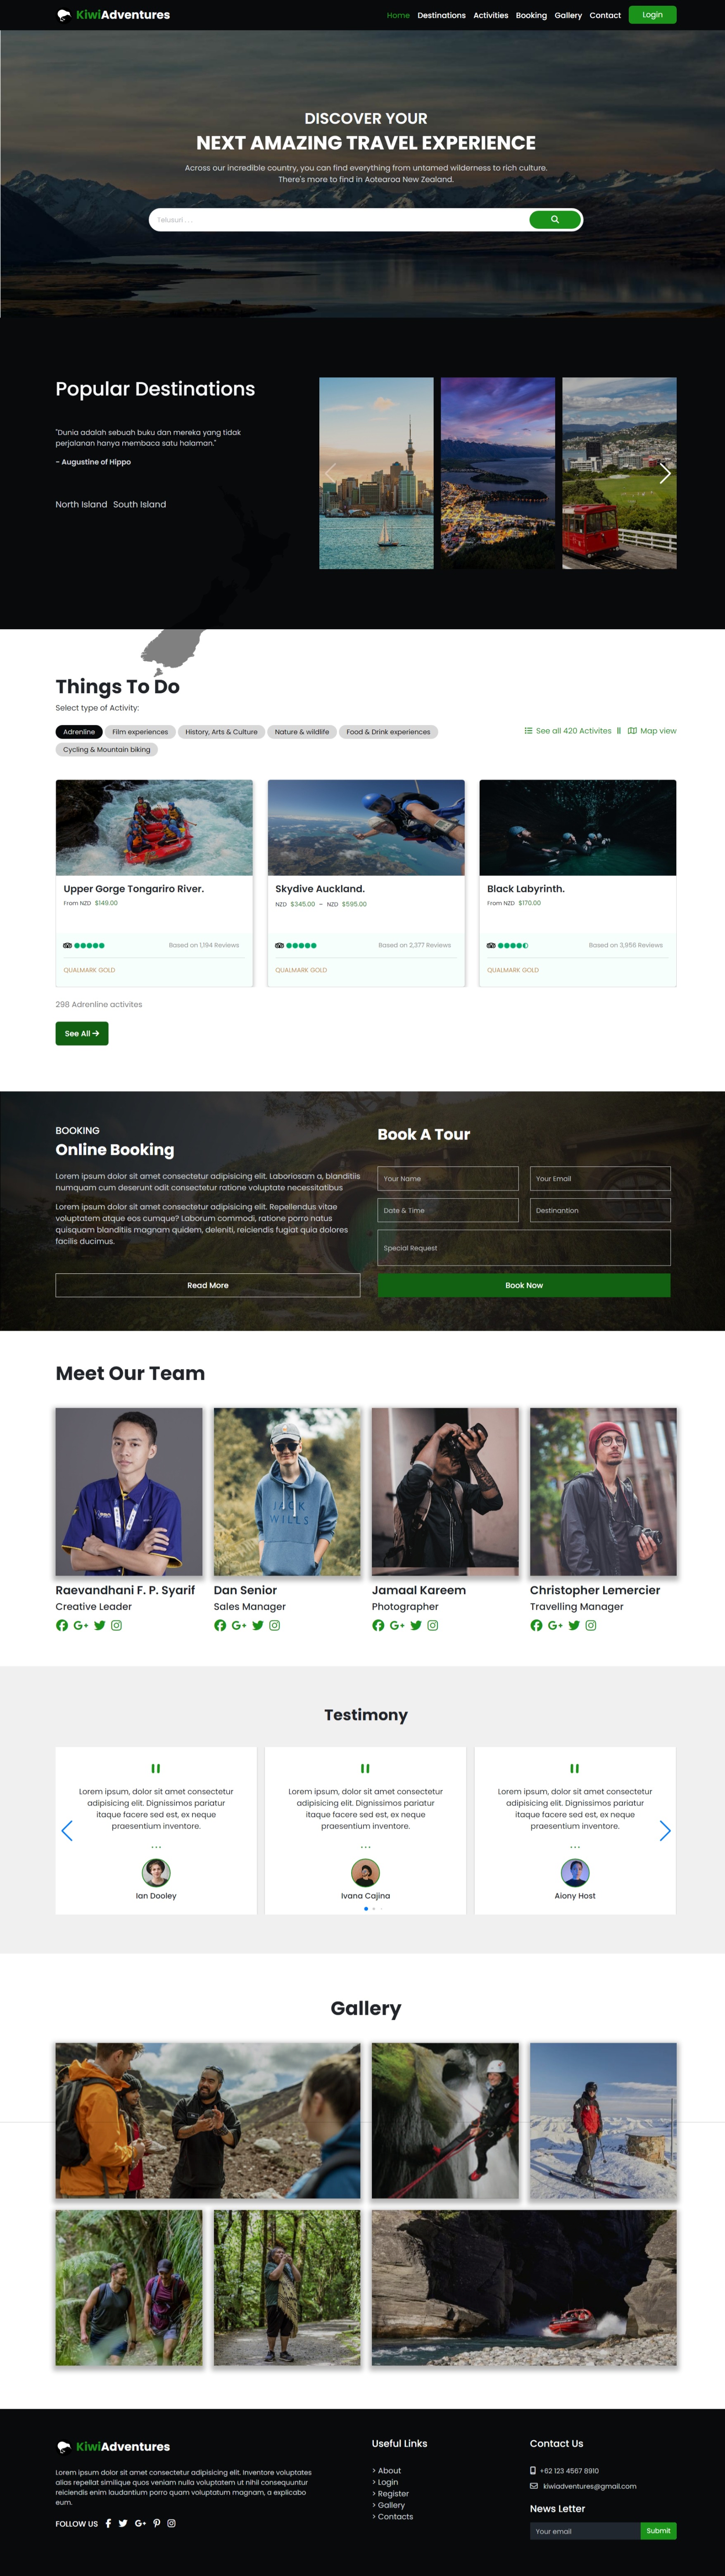 KiwiAdventures
Home Destinations Activities Booking Gallery Contact Login
DISCOVER YOUR
NEXT AMAZING TRAVEL EXPERIENCE
Across our incredible country, you can find everything from untamed wilderness to rich culture.
There's more to find in Aotearoa New Zealand.
Telusuri . . .
Popular Destinations
"Dunia adalah sebuah buku dan mereka yang tidak
perjalanan hanya membaca satu halaman."
- Augustine of Hippo
North Island South Island
Things To Do
Select type of Activity:
Adrenline Film experiences History, Arts & Culture Nature & wildlife Food & Drink experiences
Cycling & Mountain biking
See all 420 Activites Map view
Upper Gorge Tongariro River.
From NZD $149.00
Based on 1,194 Reviews
QUALMARK GOLD
Skydive Auckland.
NZD $345.00 - NZD $595.00
Based on 2,377 Reviews
QUALMARK GOLD
Black Labyrinth.
From NZD $170.00
Based on 3,956 Reviews
QUALMARK GOLD
298 Adrenline activites
See All
BOOKING
Online Booking
Lorem ipsum dolor sit amet consectetur adipisicing elit. Laboriosam a, blanditiis
numquam cum deserunt odit consectetur ratione voluptate necessitatibus
Lorem ipsum dolor sit amet consectetur adipisicing elit. Repellendus vitae
voluptatem atque eos cumque? Laborum commodi, ratione porro natus
quisquam blanditiis magnam quidem, deleniti, reiciendis fugiat quia dolores
facilis ducimus.
Read More
Book A Tour
Your Name Your Email
Date & Time Destinantion
Special Request
Book Now
Meet Our Team
JACK
WILLS
Raevandhani F. P. Syarif
Creative Leader
Dan Senior
Sales Manager
Jamaal Kareem
Photographer
Christopher Lemercier
Travelling Manager
Testimony
"
Lorem ipsum, dolor sit amet consectetur
adipisicing elit. Dignissimos pariatur
itaque facere sed est, ex neque
praesentium inventore.
...
Ian Dooley
"
Lorem ipsum, dolor sit amet consectetur
adipisicing elit. Dignissimos pariatur
itaque facere sed est, ex neque
praesentium inventore.
...
Ivana Cajina
"
Lorem ipsum, dolor sit amet consectetur
adipisicing elit. Dignissimos pariatur
itaque facere sed est, ex neque
praesentium inventore.
...
Aiony Host
Gallery
KiwiAdventures
Lorem ipsum dolor sit amet consectetur adipisicing elit. Inventore voluptates
alias repellat similique quos veniam nulla voluptatem ut nihil consequuntur
reiciendis enim laudantium porro quam voluptatum magnam, a explicabo
eum.
FOLLOW US
Useful Links
> About
> Login
> Register
> Gallery
> Contacts
Contact Us
+62 123 4567 8910
kiwiadventures@gmail.com
News Letter
Your email Submit